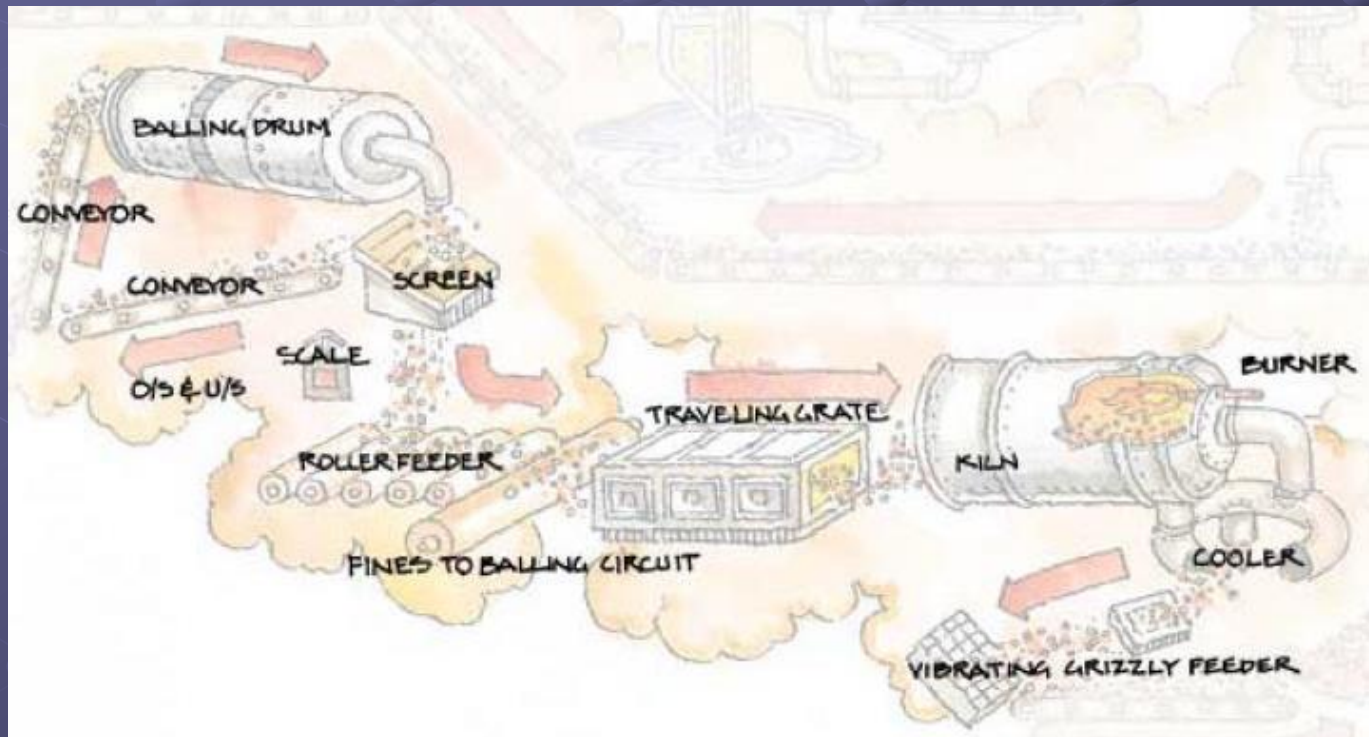 BALLING DRUM
CONVEYOR
CONVEYOR
SCREEN
SCALE
O/S & U/S
BURNER
TRAVELING GRATE
ROLLER FEEDER
KILN
FINES TO BALLING CIRCUIT
COOLER
VIBRATING GRIZZLY FEEDER